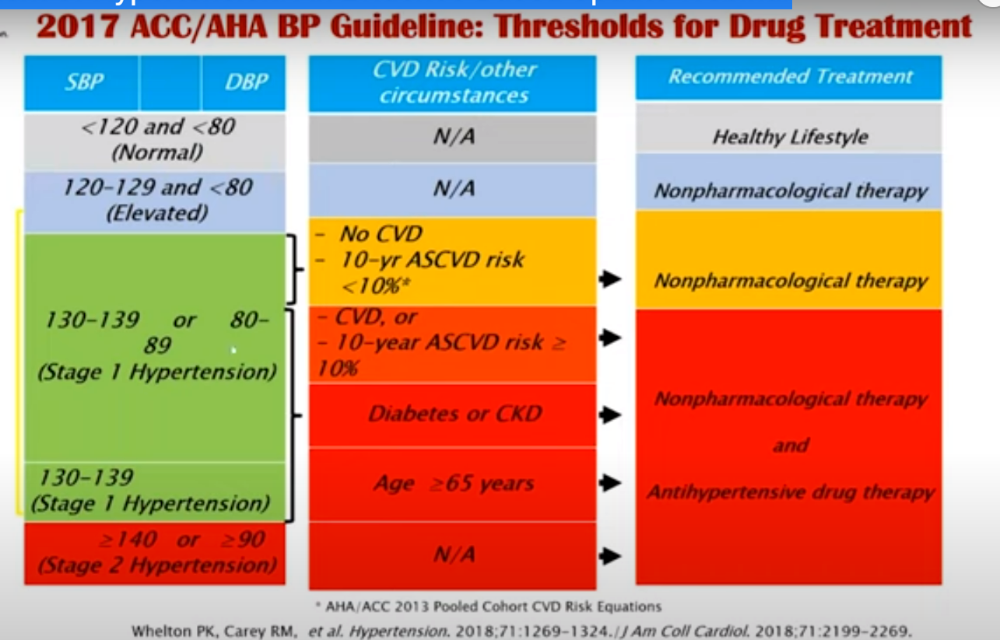 2017 ACC/AHA BP Guideline: Thresholds for Drug Treatment
SBP
DBP
CVD Risk/other
circumstances
Recommended Treatment
<120 and <80
(Normal)
N/A
Healthy Lifestyle
120-129 and <80
(Elevated)
N/A
Nonpharmacological therapy
130-139 or 80-
89
(Stage 1 Hypertension)
- No CVD
- 10-yr ASCVD risk
<10%*
Nonpharmacological therapy
- CVD, or
- 10-year ASCVD risk ≥
10%
Diabetes or CKD
Nonpharmacological therapy
and
Antihypertensive drug therapy
130-139
(Stage 1 Hypertension)
Age ≥65 years
≥140 or ≥90
(Stage 2 Hypertension)
N/A
* AHA/ACC 2013 Pooled Cohort CVD Risk Equations
Whelton PK, Carey RM, et al. Hypertension. 2018;71:1269-1324./J Am Coll Cardiol. 2018;71:2199-2269.